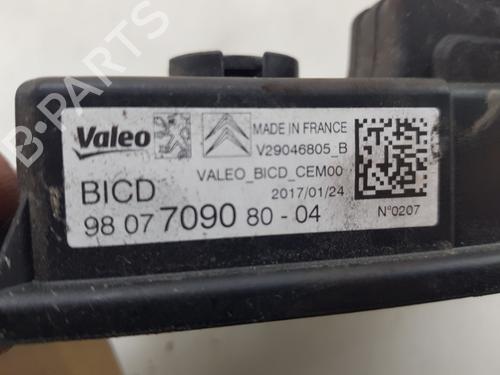 Valeo
MADE IN FRANCE
V29046805_B
VALEO_BICD_CEM00
BICD
2017/01/24
98 07 7090 80-04
N°0207
B-PARTS